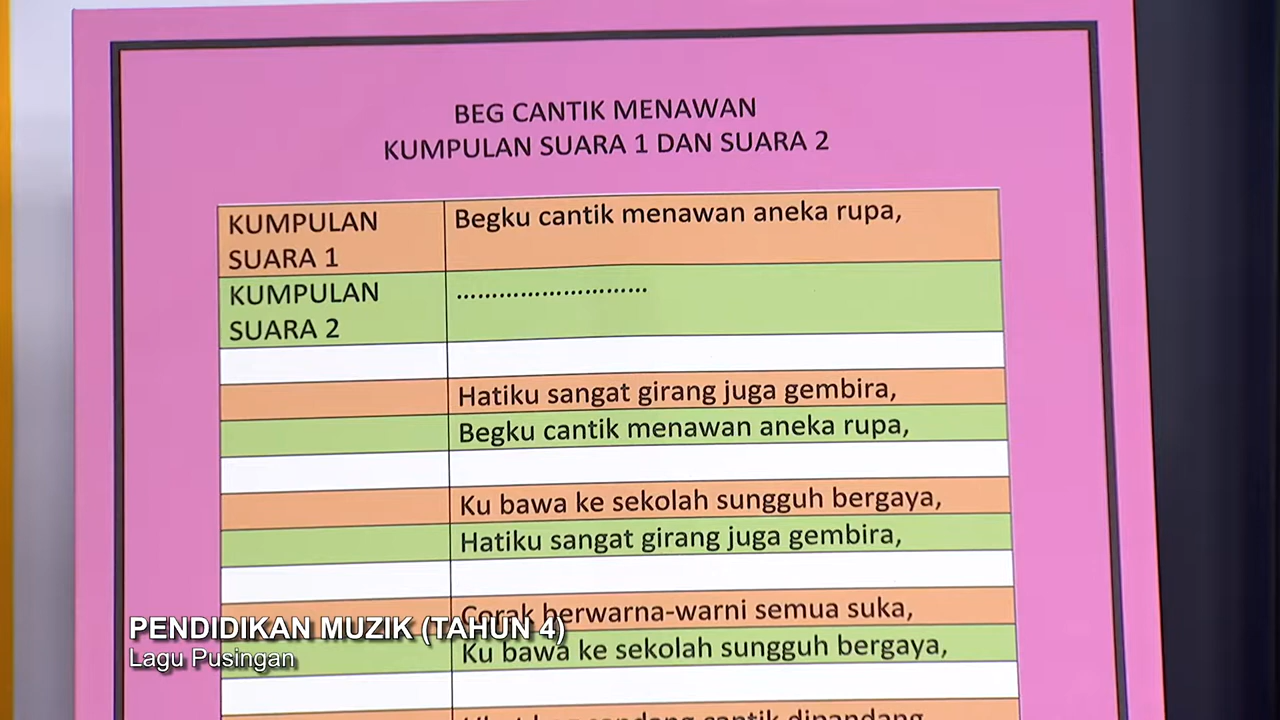 BEG CANTIK MENAWAN
KUMPULAN SUARA 1 DAN SUARA 2
KUMPULAN
SUARA 1
Begku cantik menawan aneka rupa,
KUMPULAN
SUARA 2
..............................
Hatiku sangat girang juga gembira,
Begku cantik menawan aneka rupa,
Ku bawa ke sekolah sungguh bergaya,
Hatiku sangat girang juga gembira,
Corak berwarna-warni semua suka,
Ku bawa ke sekolah sungguh bergaya,
cantik dipandang
PENDIDIKAN MUZIK (TAHUN 4)
Lagu Pusingan